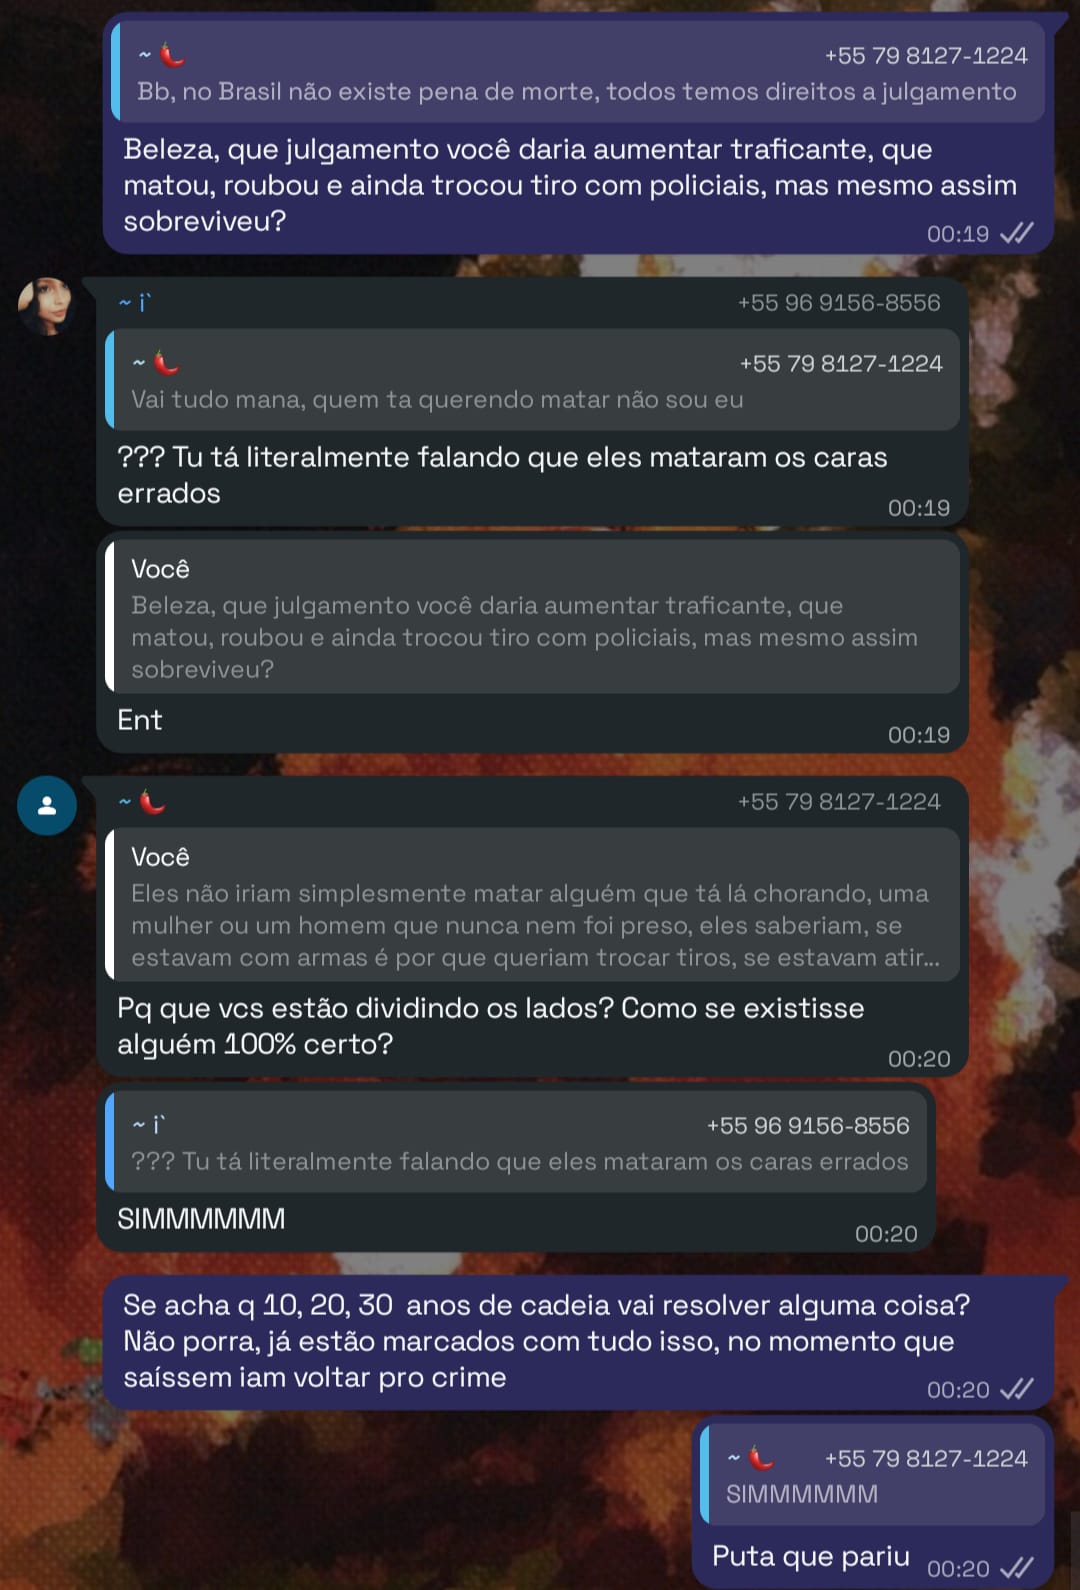 ~ 🌶️ +55 79 8127-1224
Bb, no Brasil não existe pena de morte, todos temos direitos a julgamento
Beleza, que julgamento você daria aumentar traficante, que
matou, roubou e ainda trocou tiro com policiais, mas mesmo assim
sobreviveu?
00:19
~ i` +55 96 9156-8556
~ 🌶️ +55 79 8127-1224
Vai tudo mana, quem ta querendo matar não sou eu
??? Tu tá literalmente falando que eles mataram os caras
errados
00:19
Você
Beleza, que julgamento você daria aumentar traficante, que
matou, roubou e ainda trocou tiro com policiais, mas mesmo assim
sobreviveu?
Ent
00:19
~ 🌶️ +55 79 8127-1224
Você
Eles não iriam simplesmente matar alguém que tá lá chorando, uma
mulher ou um homem que nunca nem foi preso, eles saberiam, se
estavam com armas é por que queriam trocar tiros, se estavam atir...
Pq que vcs estão dividindo os lados? Como se existisse
alguém 100% certo?
00:20
~ i` +55 96 9156-8556
??? Tu tá literalmente falando que eles mataram os caras errados
SIMMMMMM
00:20
Se acha q 10, 20, 30 anos de cadeia vai resolver alguma coisa?
Não porra, já estão marcados com tudo isso, no momento que
saíssem iam voltar pro crime
00:20
~ 🌶️ +55 79 8127-1224
SIMMMMMM
Puta que pariu
00:20